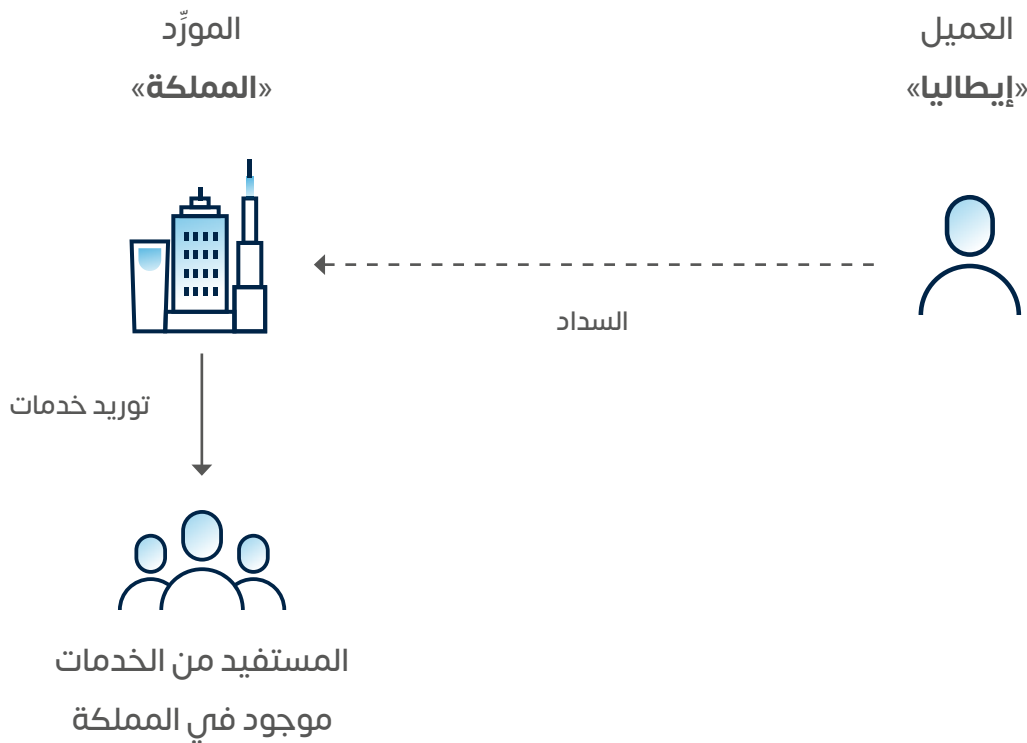 العميل
«إيطاليا»
المورِّد
«المملكة»
السداد
توريد خدمات
المستفيد من الخدمات
موجود في المملكة